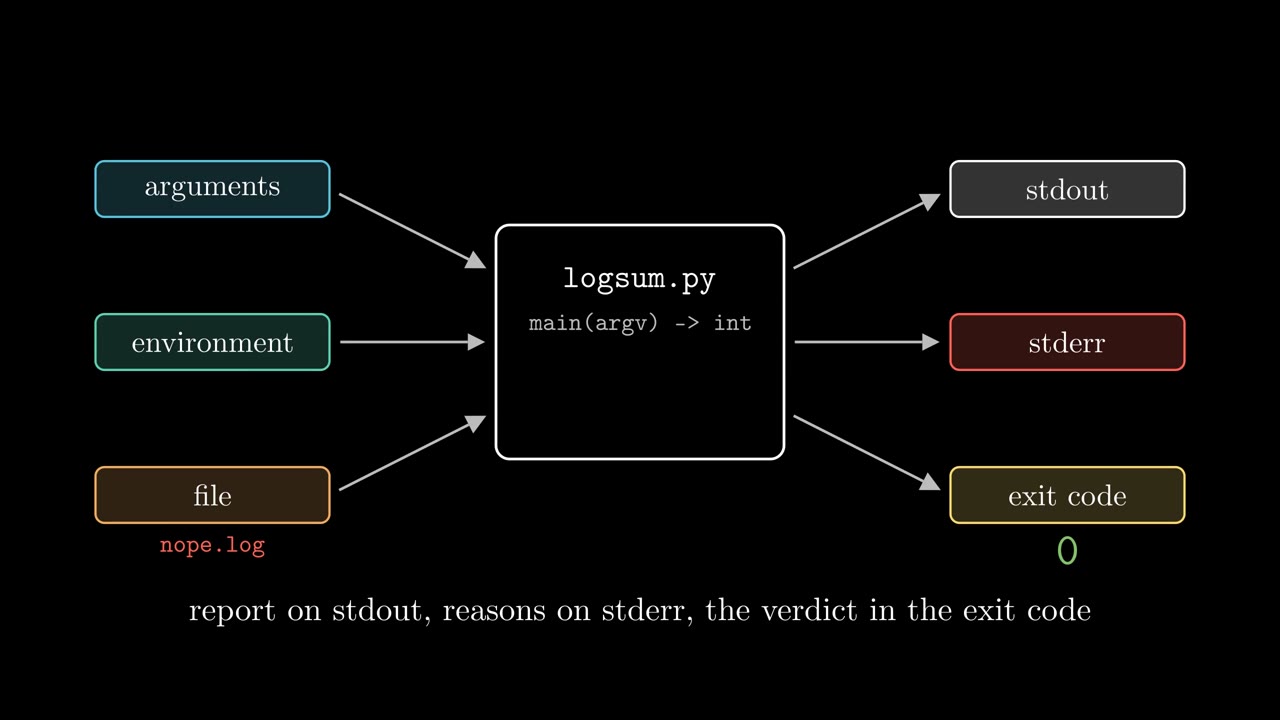 arguments
stdout
logsum.py
main(argv) -> int
environment
stderr
file
exit code
nope.log
0
report on stdout, reasons on stderr, the verdict in the exit code